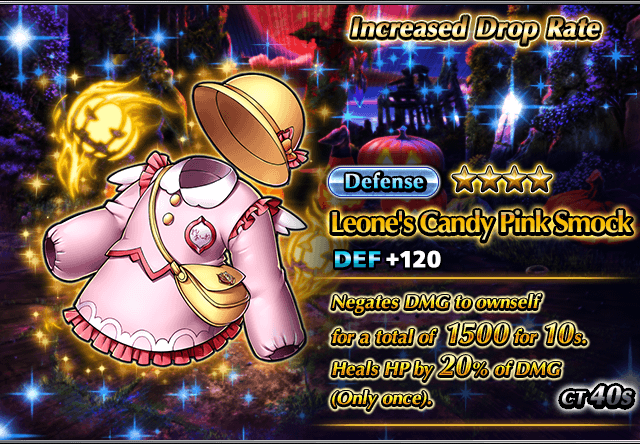 Increased Drop Rate
Defense
Leone's Candy Pink Smock
DEF +120
Negates DMG to ownself
for a total of 1500 for 10s.
Heals HP by 20% of DMG
(Only once).
CT 40s